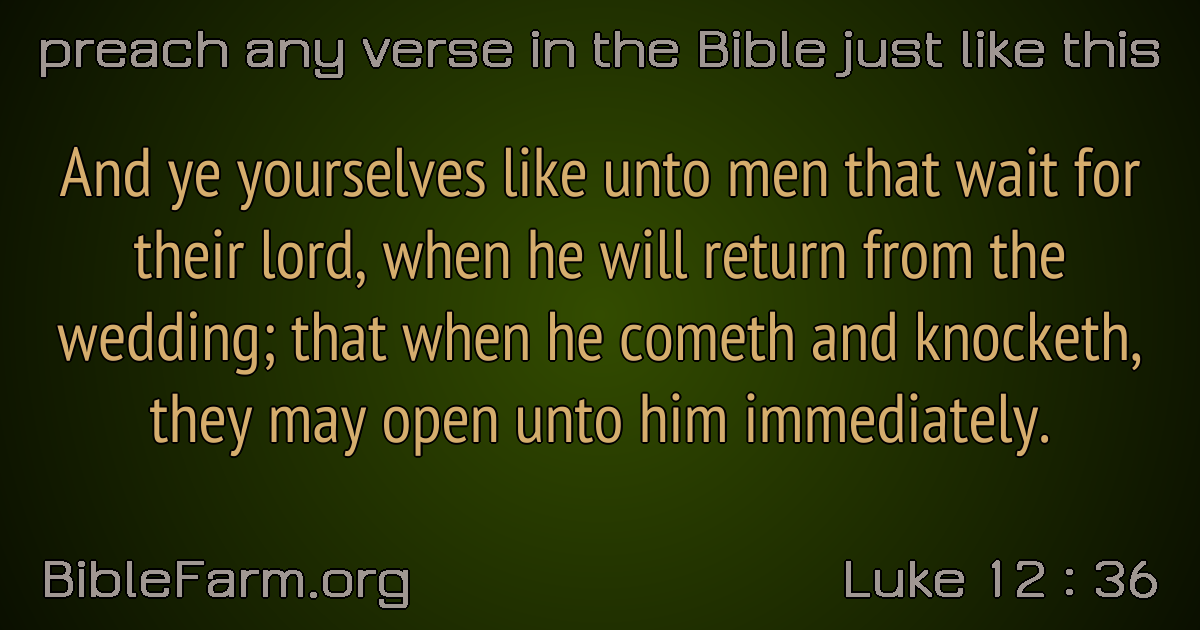 preach any verse in the Bible just like this
And ye yourselves like unto men that wait for
their lord, when he will return from the
wedding; that when he cometh and knocketh,
they may open unto him immediately.
BibleFarm.org
Luke 12 : 36